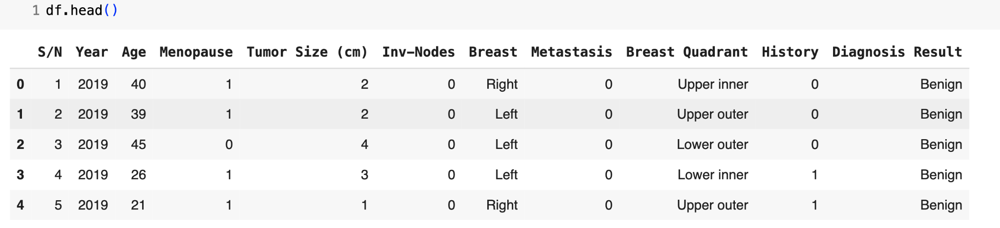 1 df.head()
S/N Year Age Menopause Tumor Size (cm) Inv-Nodes Breast Metastasis Breast Quadrant History Diagnosis Result
0 1 2019 40 1 2 0 Right 0 Upper inner 0 Benign
1 2 2019 39 1 2 0 Left 0 Upper outer 0 Benign
2 3 2019 45 0 4 0 Left 0 Lower outer 0 Benign
3 4 2019 26 1 3 0 Left 0 Lower inner 1 Benign
4 5 2019 21 1 1 0 Right 0 Upper outer 1 Benign